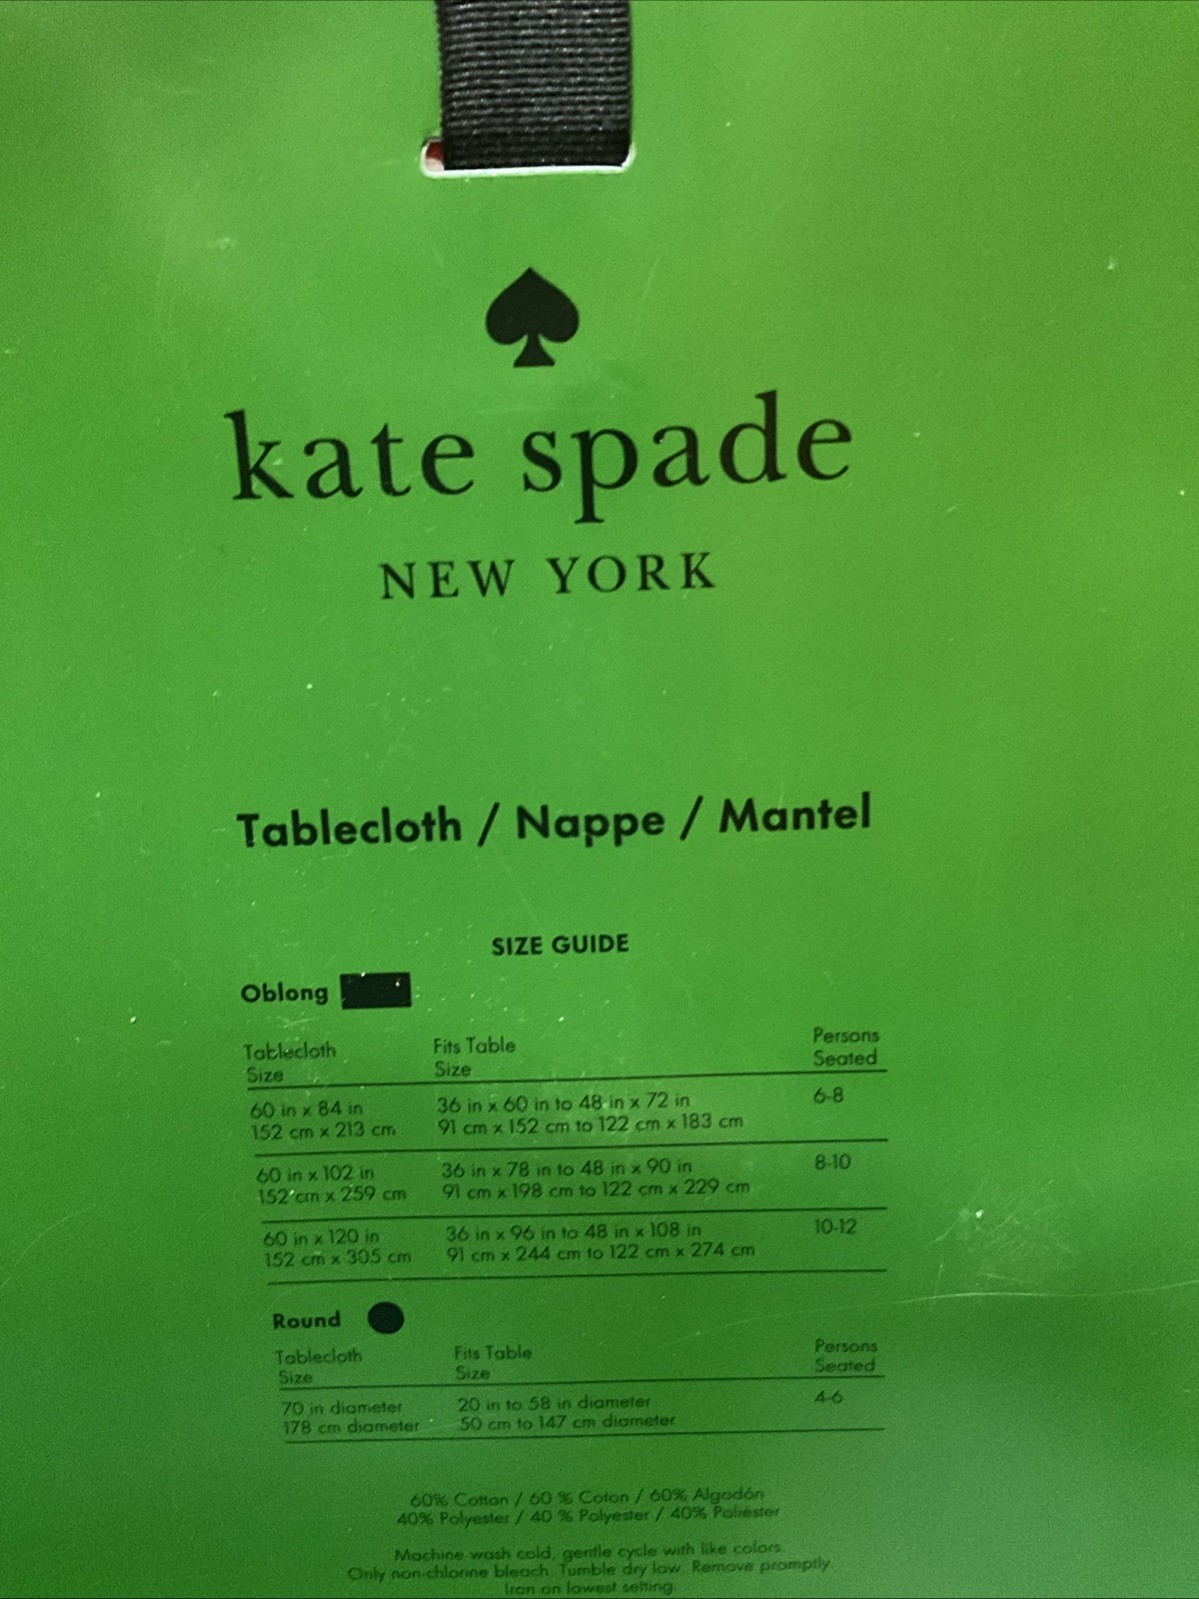 kate spade
NEW YORK
Tablecloth / Nappe / Mantel
SIZE GUIDE
Oblong
Tablecloth Size Fits Table Size Persons Seated
60 in x 84 in 36 in x 60 in to 48 in x 72 in 6-8
152 cm x 213 cm 91 cm x 152 cm to 122 cm x 183 cm
60 in x 102 in 36 in x 78 in to 48 in x 90 in 8-10
152 cm x 259 cm 91 cm x 198 cm to 122 cm x 229 cm
60 in x 120 in 36 in x 96 in to 48 in x 108 in 10-12
152 cm x 305 cm 91 cm x 244 cm to 122 cm x 274 cm
Round
Tablecloth Size Fits Table Size Persons Seated
70 in diameter 20 in to 58 in diameter 4-6
178 cm diameter 50 cm to 147 cm diameter
60% Cotton / 60 % Coton / 60% Algodón
40% Polyester / 40 % Polyester / 40% Poliéster
Machine wash cold, gentle cycle with like colors.
Only non-chlorine bleach. Tumble dry low. Remove promptly.
Iron on lowest setting.